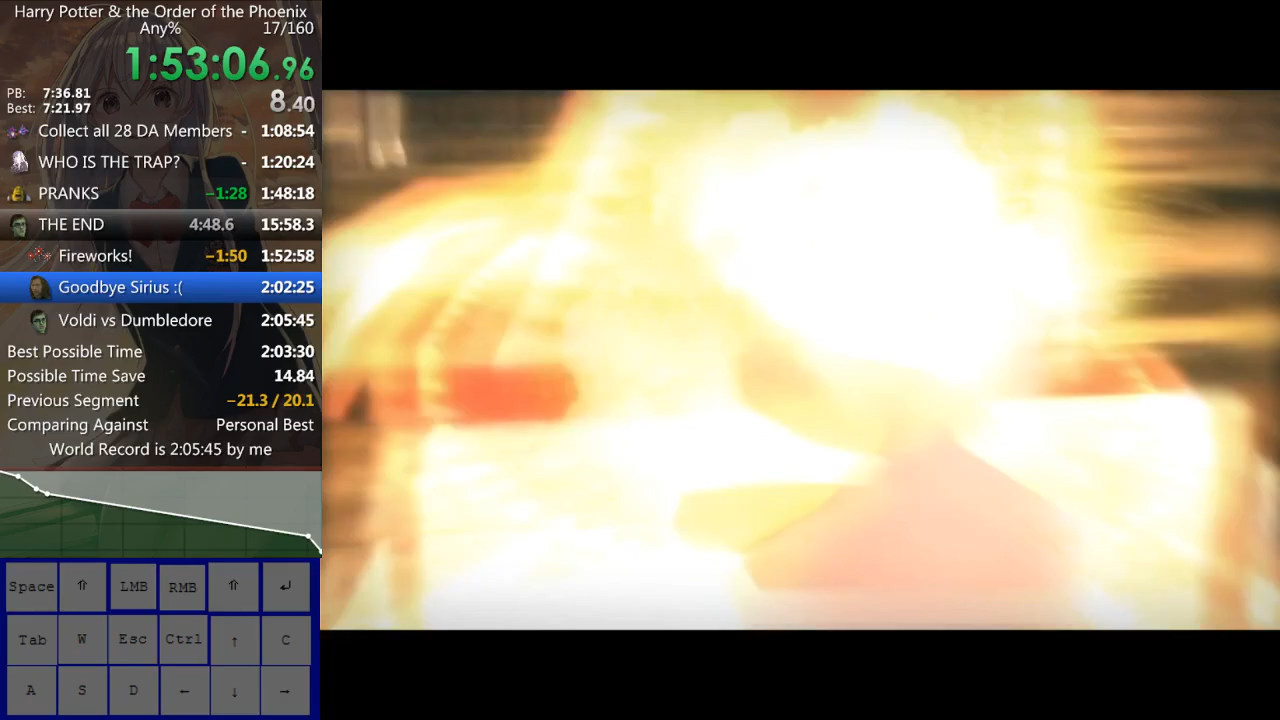 Harry Potter & the Order of the Phoenix
Any% 17/160
1:53:06.96
PB: 7:36.81
Best: 7:21.97
8.40
Collect all 28 DA Members - 1:08:54
WHO IS THE TRAP? - 1:20:24
PRANKS −1:28 1:48:18
THE END 4:48.6 15:58.3
Fireworks! −1:50 1:52:58
Goodbye Sirius :( 2:02:25
Voldi vs Dumbledore 2:05:45
Best Possible Time 2:03:30
Possible Time Save 14.84
Previous Segment −21.3 / 20.1
Comparing Against Personal Best
World Record is 2:05:45 by me
Space ⇧ LMB RMB ⇧ ↵
Tab W Esc Ctrl ↑ C
A S D ← ↓ →